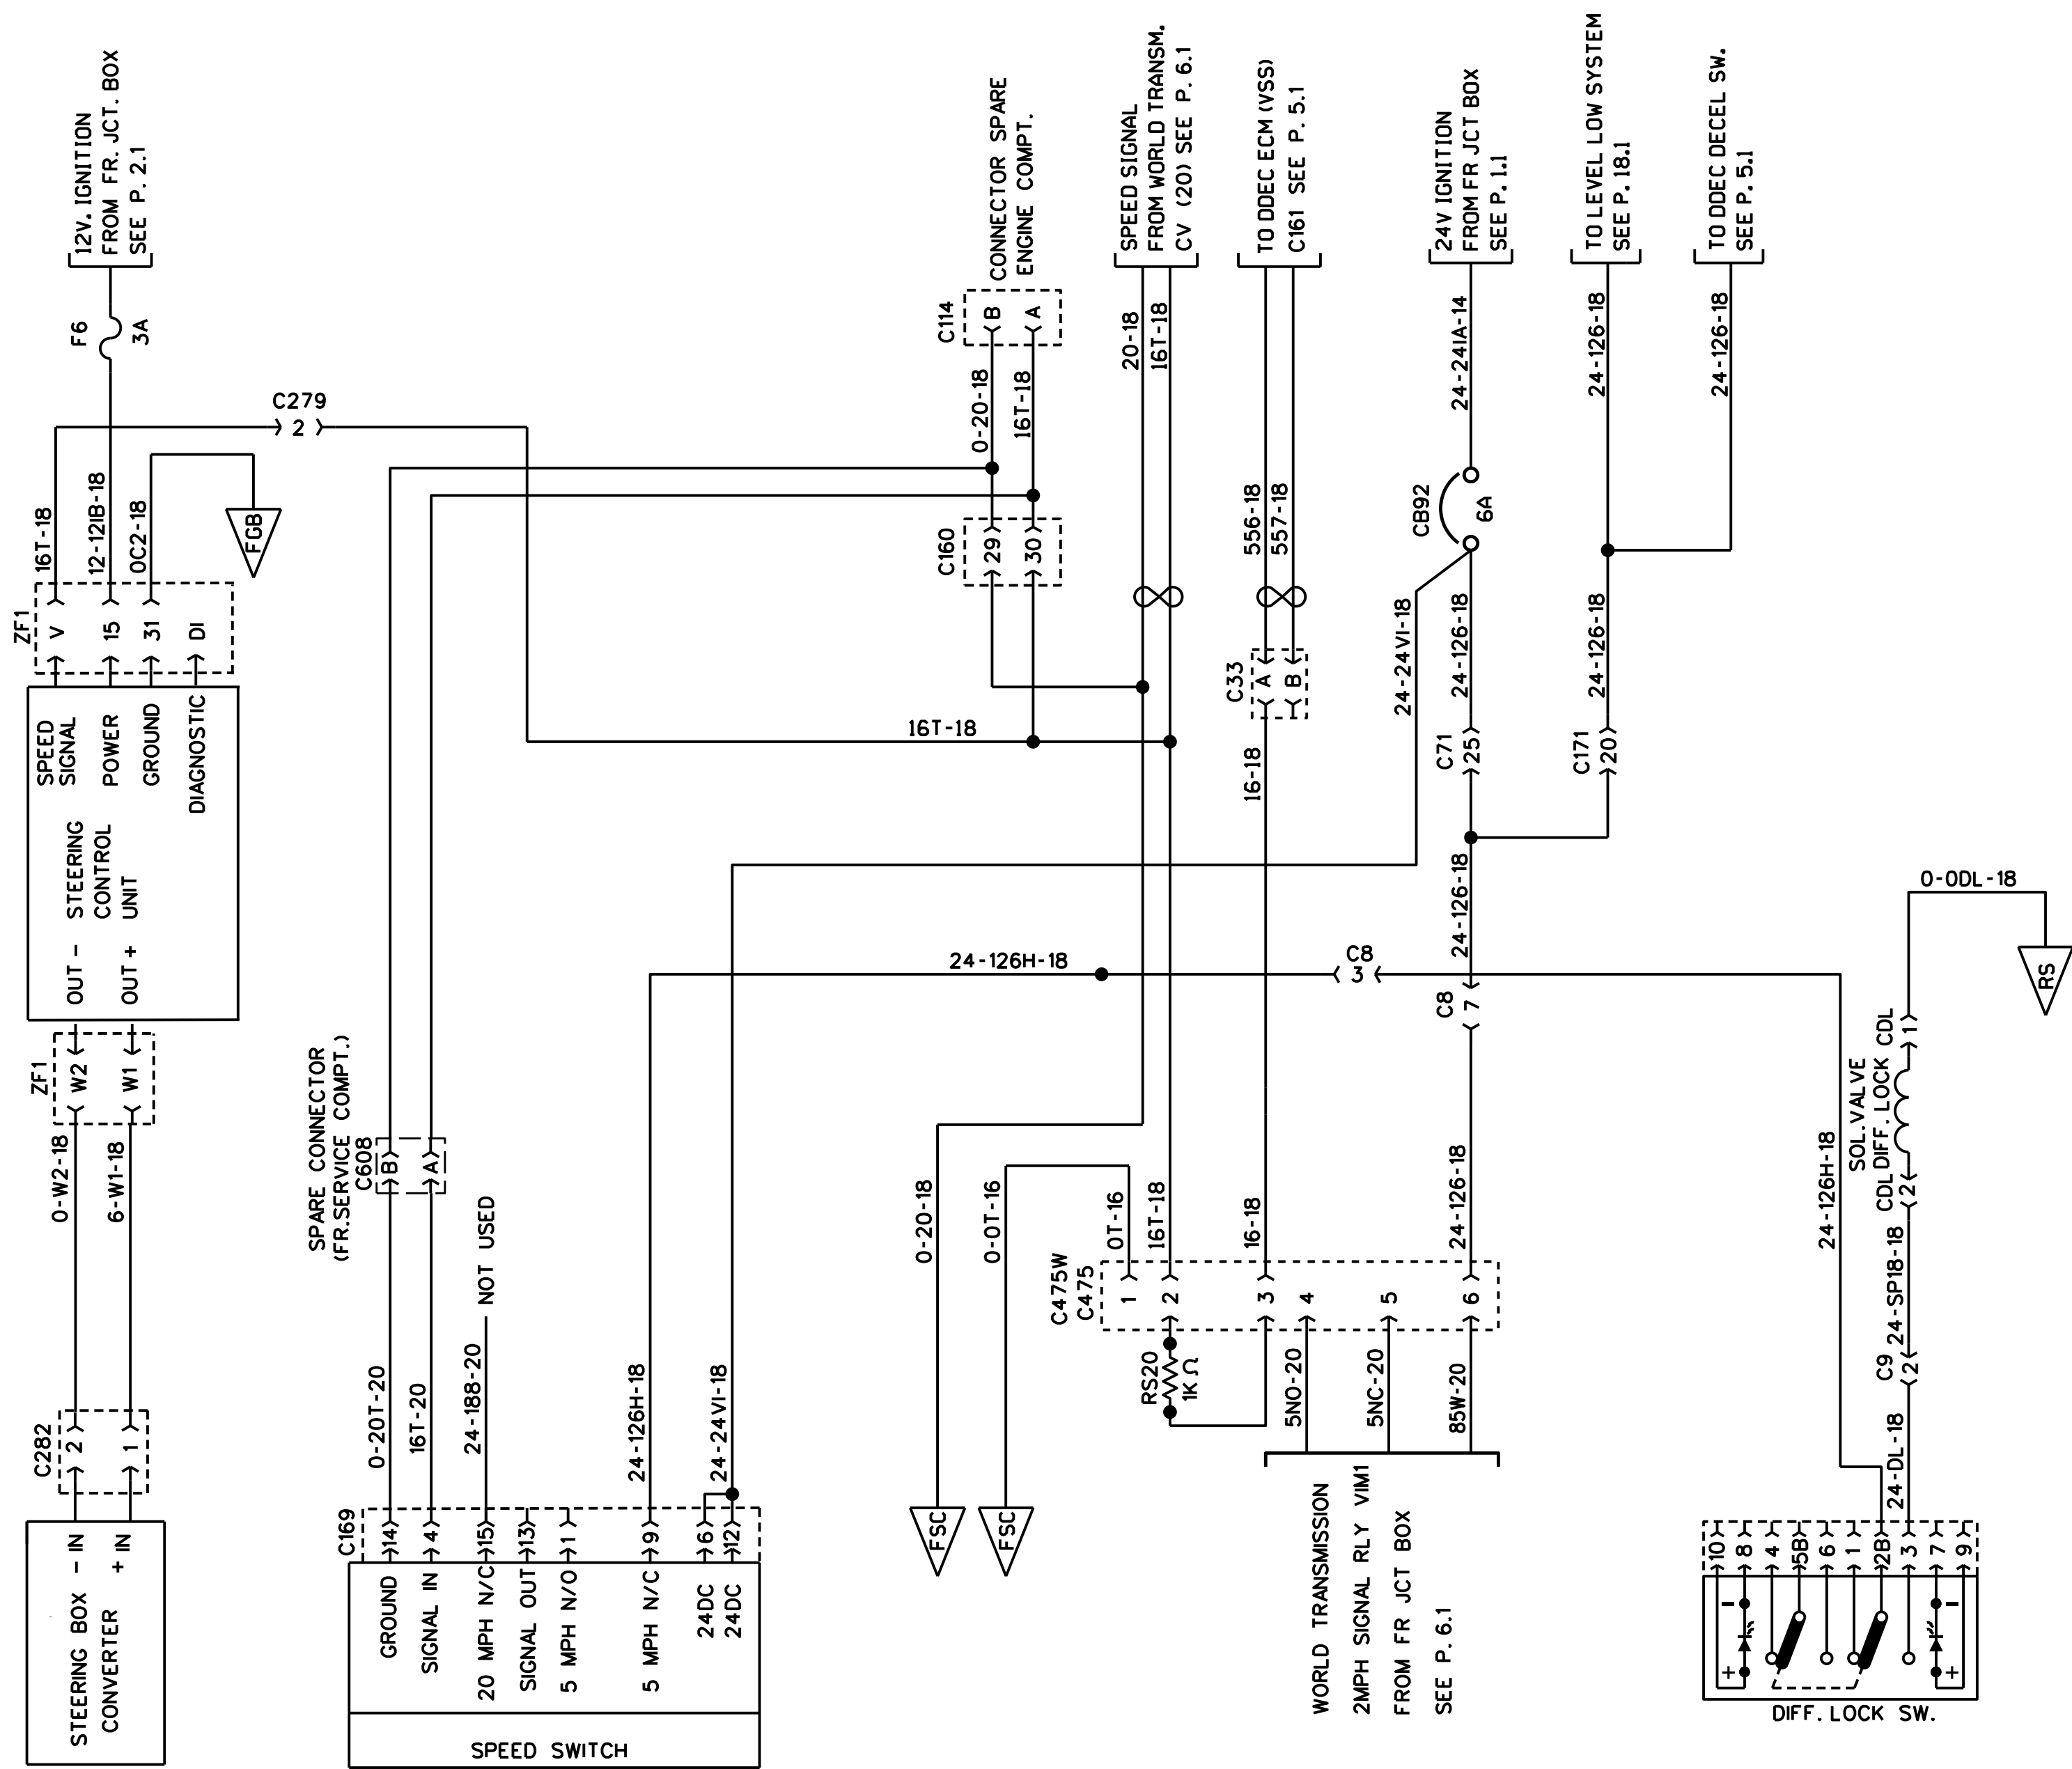 12V. IGNITION
FROM FR. JCT. BOX
SEE P. 2.1
F6
3A
C279
2
16T-18
12-12IB-18
0C2-18
FGB
ZF1
V
15
31
DI
SPEED
SIGNAL
POWER
GROUND
DIAGNOSTIC
STEERING
CONTROL
UNIT
OUT -
OUT +
ZF1
W2
W1
0-W2-18
6-W1-18
C282
2
1
- IN
+ IN
STEERING BOX
CONVERTER
CONNECTOR SPARE
ENGINE COMPT.
C114
B
A
0-20-18
16T-18
C160
29
30
16T-18
SPEED SIGNAL
FROM WORLD TRANSM.
CV (20) SEE P. 6.1
20-18
16T-18
TO DDEC ECM (VSS)
C161 SEE P. 5.1
556-18
557-18
C33
A
B
16-18
24V IGNITION
FROM FR JCT BOX
SEE P. 1.1
24-24IA-14
CB92
6A
24-24VI-18
24-126-18
C71
25
24-126-18
C8
7
TO LEVEL LOW SYSTEM
SEE P. 18.1
24-126-18
24-126-18
C171
20
TO DDEC DECEL SW.
SEE P. 5.1
24-126-18
24-126H-18
C8
3
0-0DL-18
RS
CDL
1
SOL.VALVE
DIFF. LOCK
CDL
2
24-126H-18
24-SP18-18
C9
2
24-DL-18
SPARE CONNECTOR
(FR.SERVICE COMPT.)
C608
B
A
NOT USED
0-20T-20
16T-20
24-188-20
24-126H-18
24-24VI-18
C169
14
4
15
13
1
9
6
12
GROUND
SIGNAL IN
20 MPH N/C
SIGNAL OUT
5 MPH N/O
5 MPH N/C
24DC
24DC
SPEED SWITCH
0-20-18
0-0T-16
FSC
FSC
0T-16
16T-18
16-18
24-126-18
C475W
C475
1
2
3
4
5
6
RS20
1K Ω
5NO-20
5NC-20
85W-20
WORLD TRANSMISSION
2MPH SIGNAL RLY VIM1
FROM FR JCT BOX
SEE P. 6.1
10
8
4
5B
6
1
2B
3
7
9
-
+
-
+
DIFF. LOCK SW.